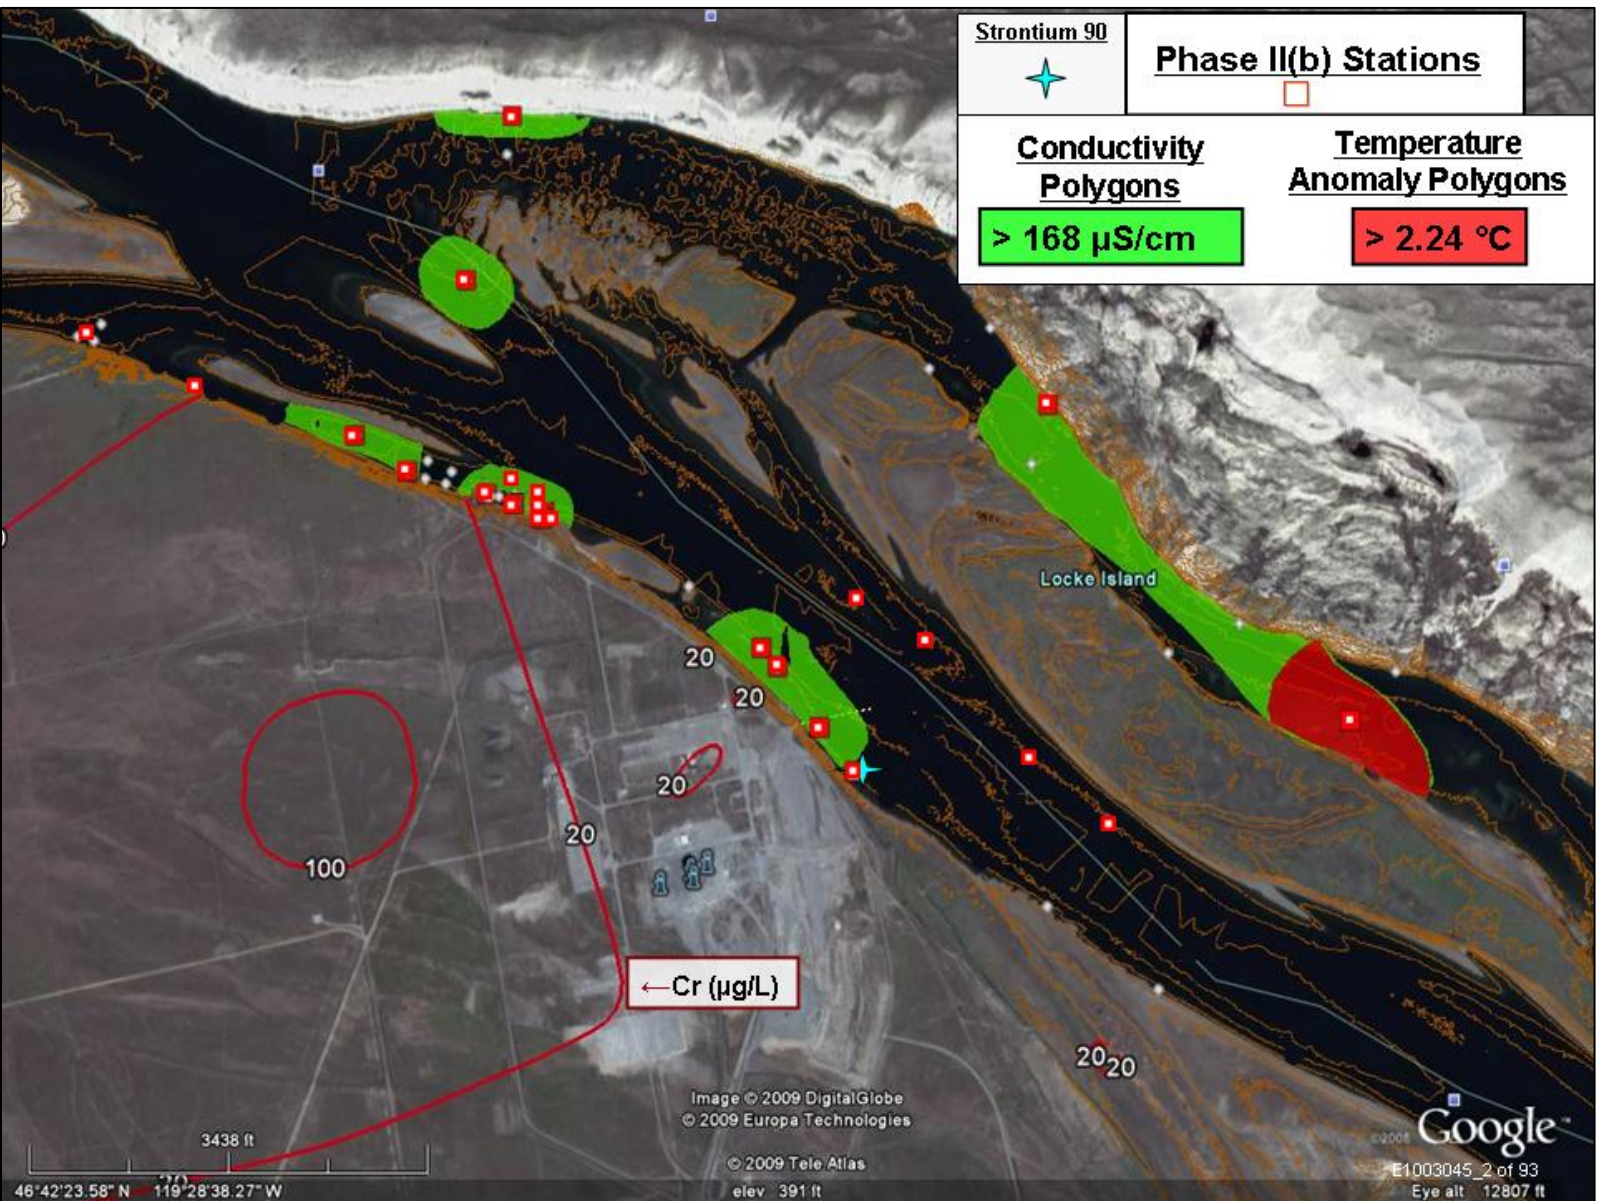 Strontium 90
Phase II(b) Stations
Conductivity
Polygons
> 168 µS/cm
Temperature
Anomaly Polygons
> 2.24 °C
Locke Island
20
20
20
20
100
←Cr (µg/L)
20 20
Image © 2009 DigitalGlobe
© 2009 Europa Technologies
© 2009 Tele Atlas
3438 ft
20
Google™
E1003045_2 of 93
46°42'23.58" N 119°28'38.27" W
elev 391 ft
Eye alt 12807 ft